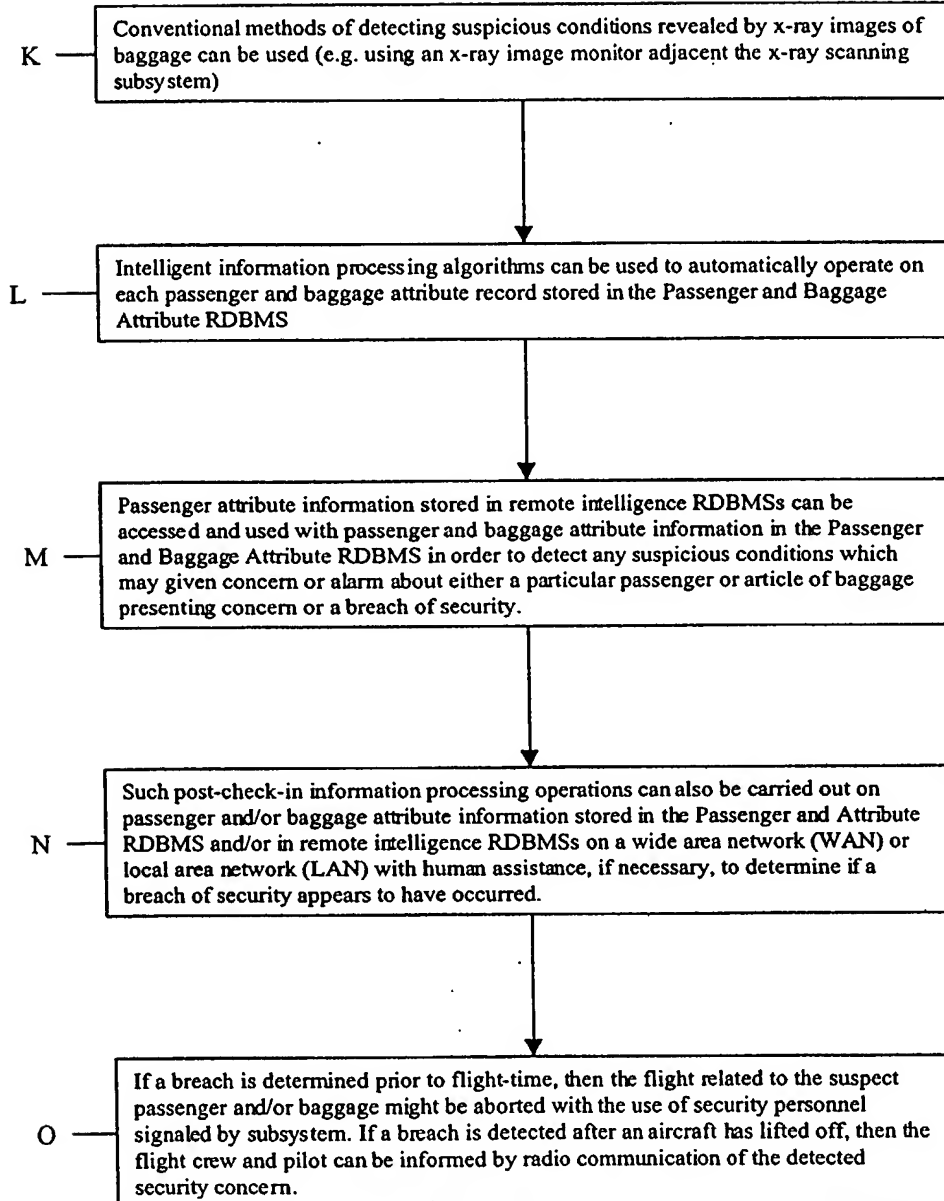 Conventional methods of detecting suspicious conditions revealed by x-ray images of
K baggage can be used (e.g. using an x-ray image monitor adjacent the x-ray scanning
subsystem)
Intelligent information processing algorithms can be used to automatically operate on
L each passenger and baggage attribute record stored in the Passenger and Baggage
Attribute RDBMS
Passenger attribute information stored in remote intelligence RDBMSs can be
accessed and used with passenger and baggage attribute information in the Passenger
M and Baggage Attribute RDBMS in order to detect any suspicious conditions which
may given concern or alarm about either a particular passenger or article of baggage
presenting concern or a breach of security.
Such post-check-in information processing operations can also be carried out on
passenger and/or baggage attribute information stored in the Passenger and Attribute
N RDBMS and/or in remote intelligence RDBMSs on a wide area network (WAN) or
local area network (LAN) with human assistance, if necessary, to determine if a
breach of security appears to have occurred.
If a breach is determined prior to flight-time, then the flight related to the suspect
passenger and/or baggage might be aborted with the use of security personnel
O signaled by subsystem. If a breach is detected after an aircraft has lifted off, then the
flight crew and pilot can be informed by radio communication of the detected
security concern.